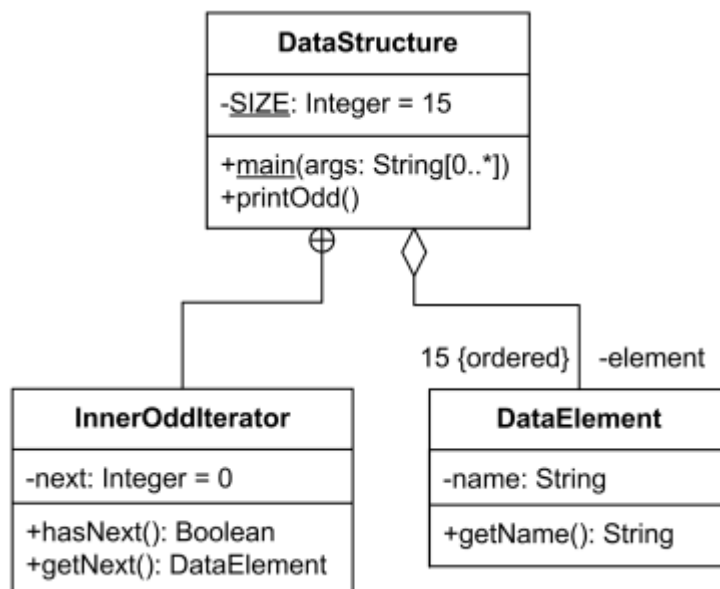 DataStructure
-SIZE: Integer = 15
+main(args: String[0..*])
+printOdd()
15 {ordered} -element
InnerOddIterator
-next: Integer = 0
+hasNext(): Boolean
+getNext(): DataElement
DataElement
-name: String
+getName(): String